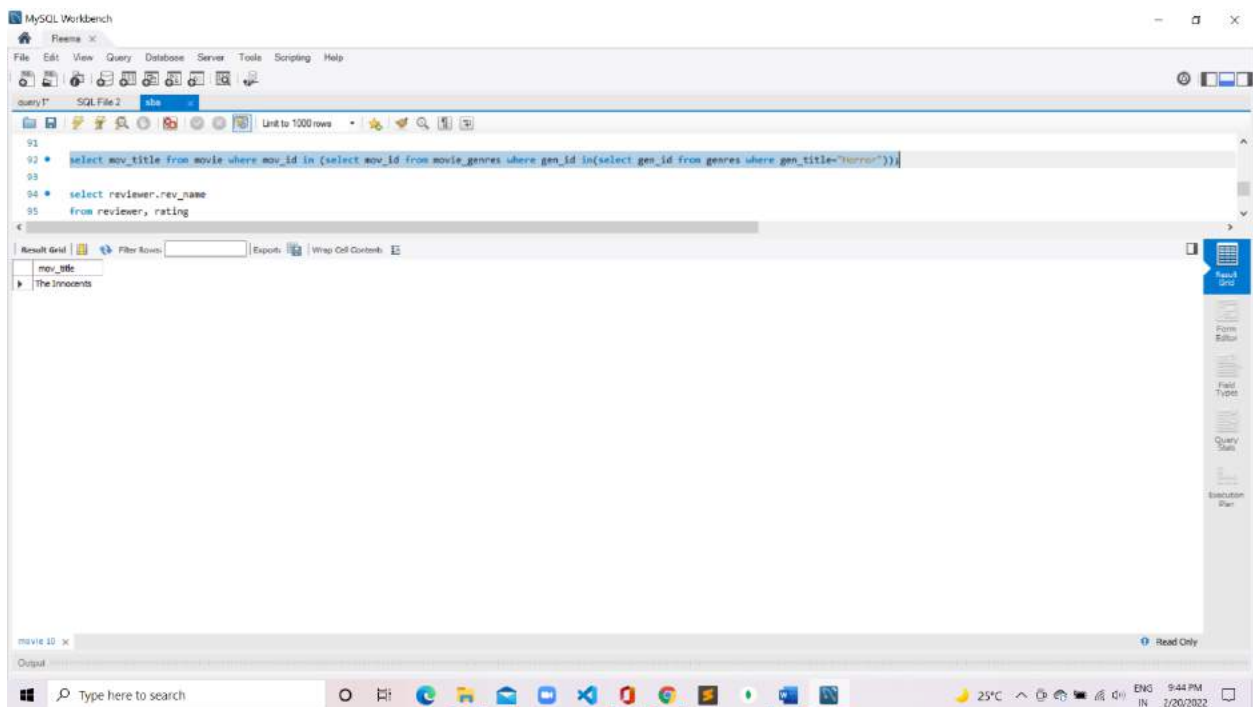 MySQL Workbench
Reema
File Edit View Query Database Server Tools Scripting Help
query1* SQL File 2 sba
Limit to 1000 rows
91
92 select mov_title from movie where mov_id in (select mov_id from movie_genres where gen_id in(select gen_id from genres where gen_title="Horror"));
93
94 select reviewer.rev_name
95 from reviewer, rating
Result Grid Filter Rows: Export: Wrap Cell Content:
mov_title
The Innocents
Result Grid
Form Editor
Field Types
Query Stats
Execution Plan
movie 10 Read Only
Output
Type here to search 25°C ENG 9:44 PM
IN 2/20/2022